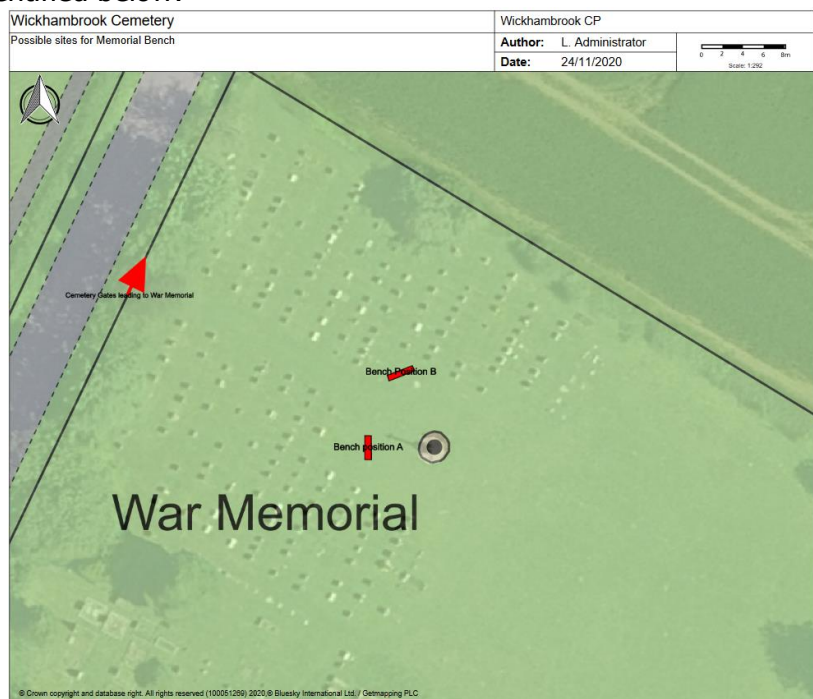 Wickhambrook Cemetery
Wickhambrook CP
Possible sites for Memorial Bench
Author: L. Administrator
Date: 24/11/2020
0 2 4 6 8m
Scale: 1:292
Cemetery Gates leading to War Memorial
Bench Position B
Bench position A
War Memorial
© Crown copyright and database right. All rights reserved (100051269) 2020,© Bluesky International Ltd. / Getmapping PLC